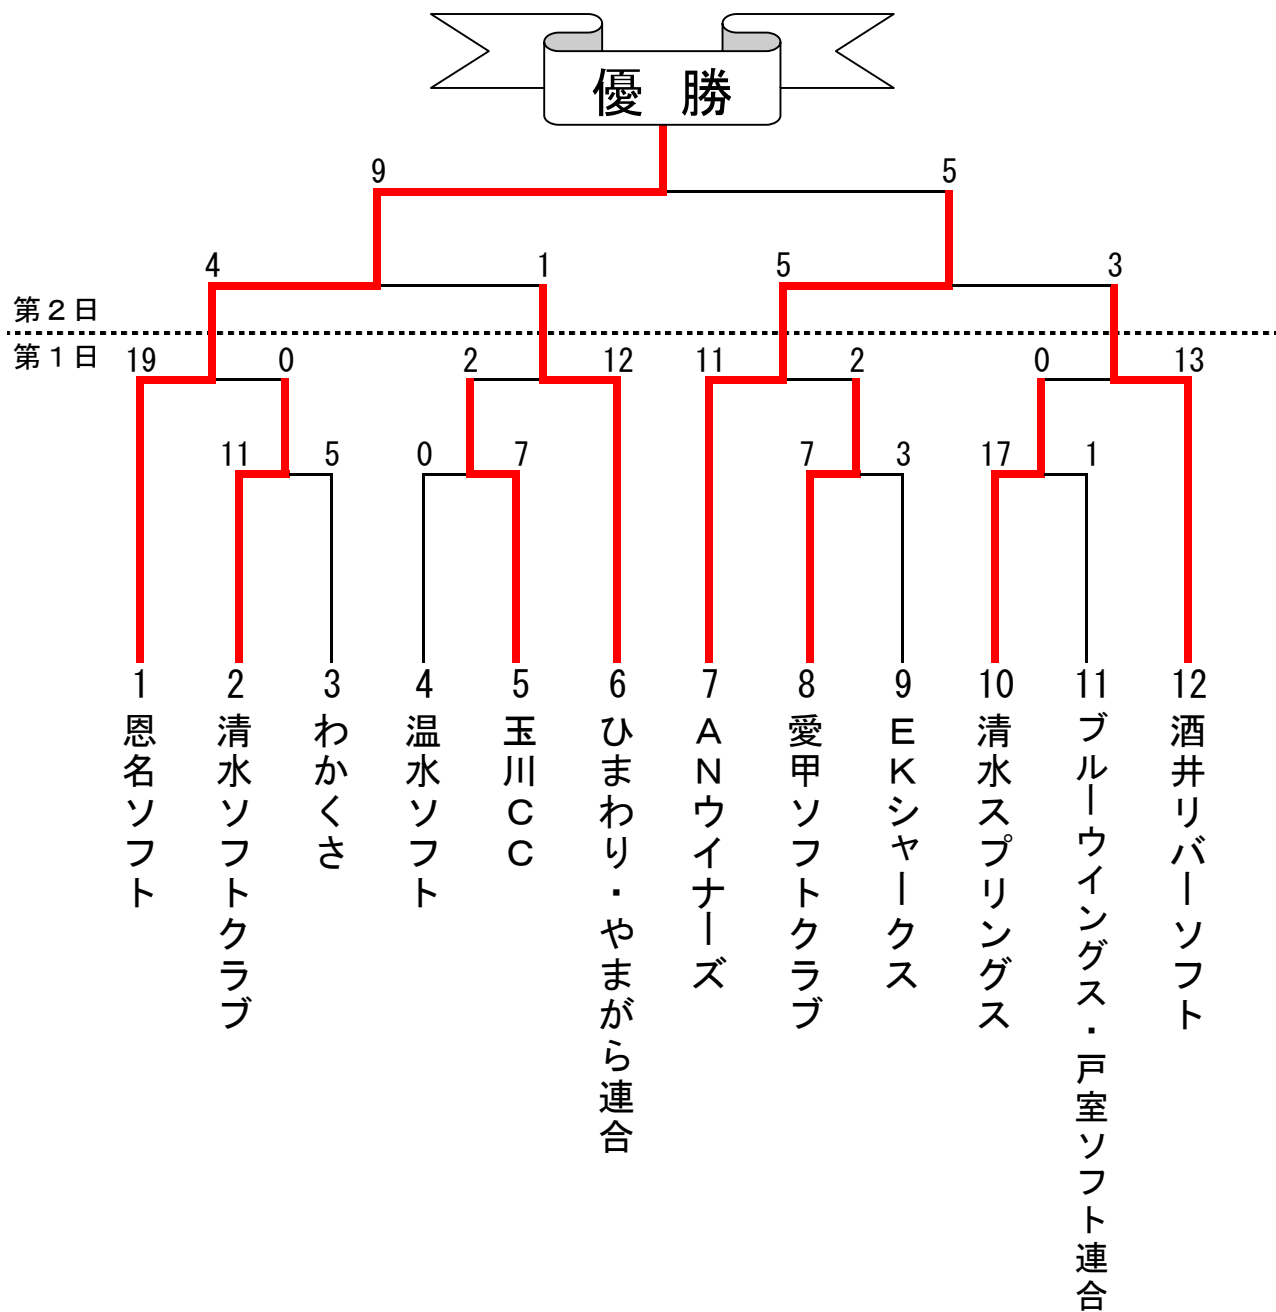 優 勝
9 5
4 1 5 3
第２日
第１日
19 0 2 12 11 2 0 13
11 5 0 7 7 3 17 1
1 2 3 4 5 6 7 8 9 10 11 12
恩名ソフト
清水ソフトクラブ
わかくさ
温水ソフト
玉川ＣＣ
ひまわり・やまがら連合
ＡＮウイナーズ
愛甲ソフトクラブ
ＥＫシャークス
清水スプリングス
ブルーウイングス・戸室ソフト連合
酒井リバーソフト